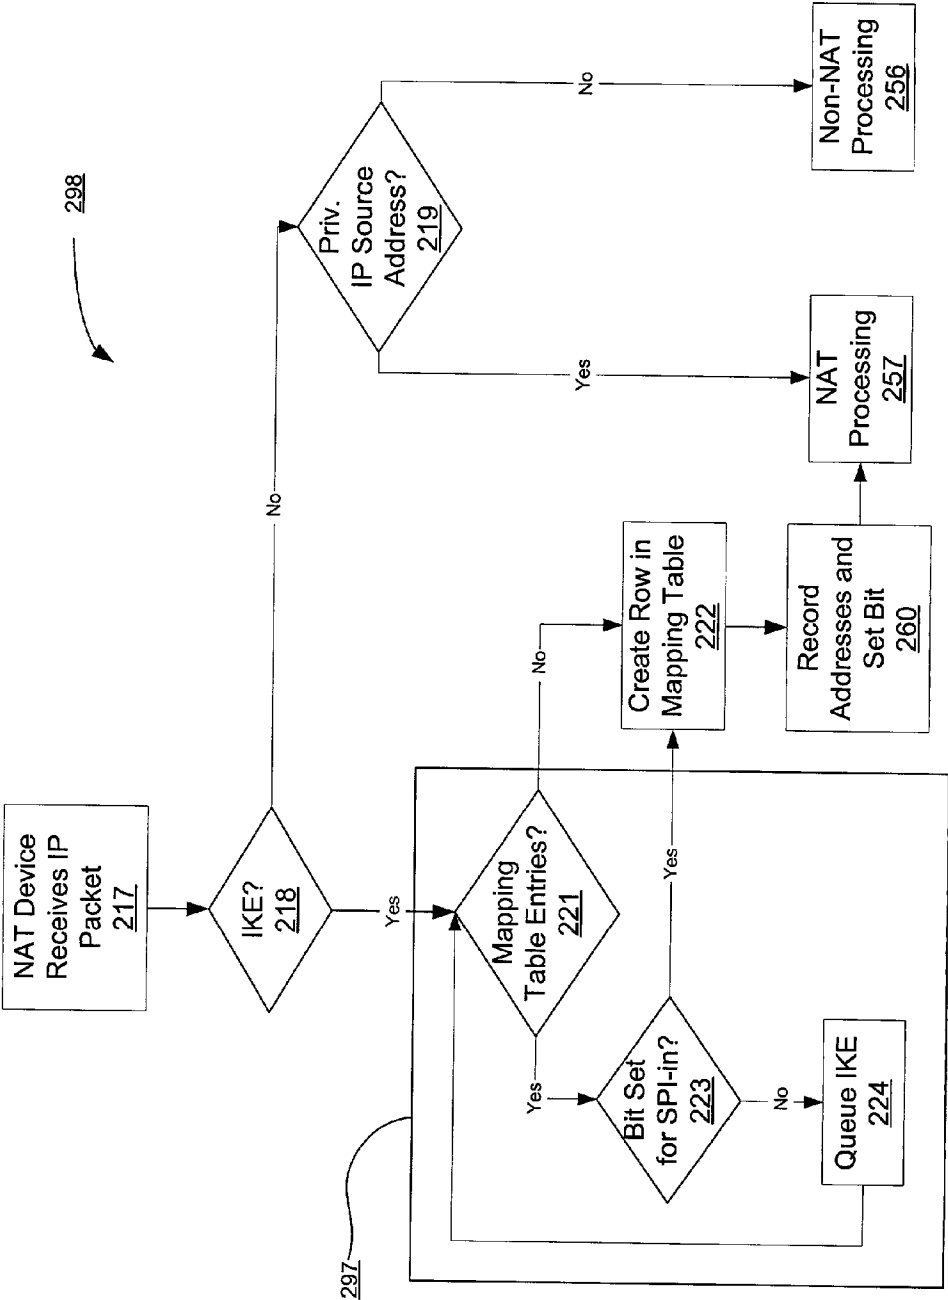 298
NAT Device
Receives IP
Packet
217
IKE?
218
No
Yes
Priv.
IP Source
Address?
219
No
Yes
Non-NAT
Processing
256
NAT
Processing
257
297
Mapping
Table Entries?
221
No
Yes
Bit Set
for SPI-in?
223
Yes
No
Queue IKE
224
Create Row in
Mapping Table
222
Record
Addresses and
Set Bit
260